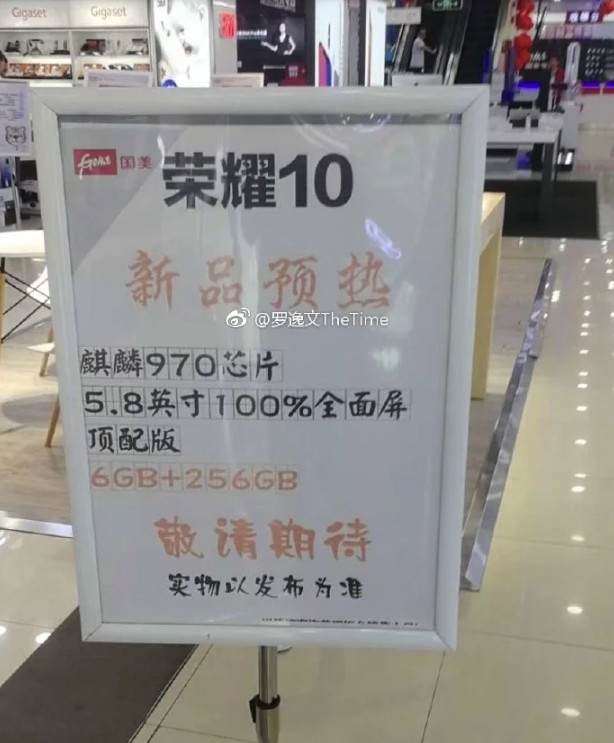 Gigaset Gigaset
GOME 国美 荣耀10
新品预热
@罗逸文TheTime
麒麟970芯片
5.8英寸100%全面屏
顶配版
6GB+256GB
敬请期待
实物以发布为准